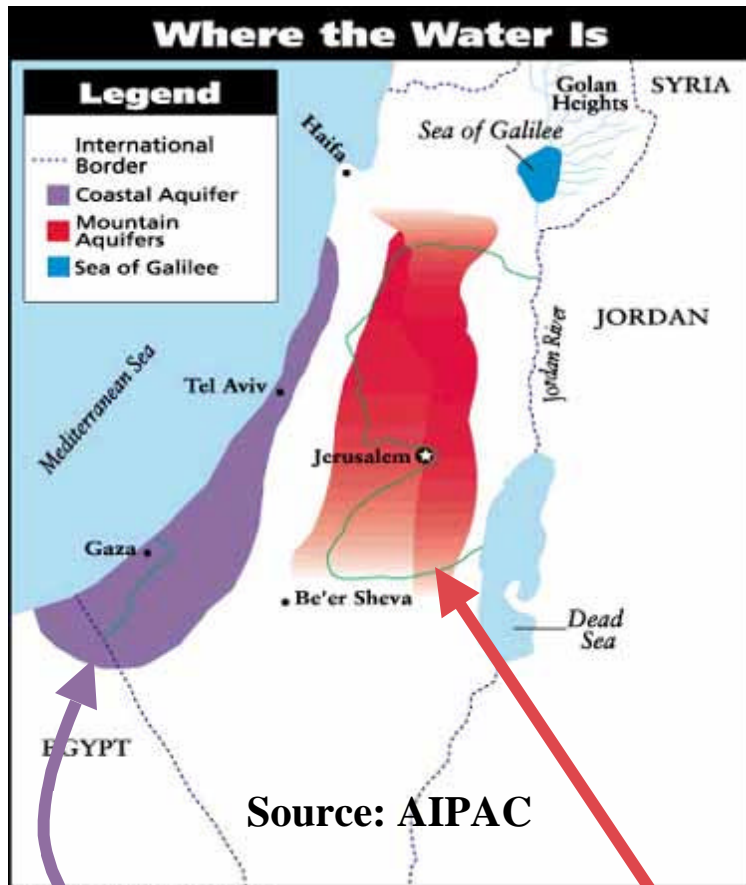 Where the Water Is
Legend
International
Border
Coastal Aquifer
Mountain
Aquifers
Sea of Galilee
Golan
Heights
SYRIA
Sea of Galilee
Haifa
JORDAN
Jordan River
Mediterranean Sea
Tel Aviv
Jerusalem
Gaza
Be'er Sheva
Dead
Sea
EGYPT
Source: AIPAC